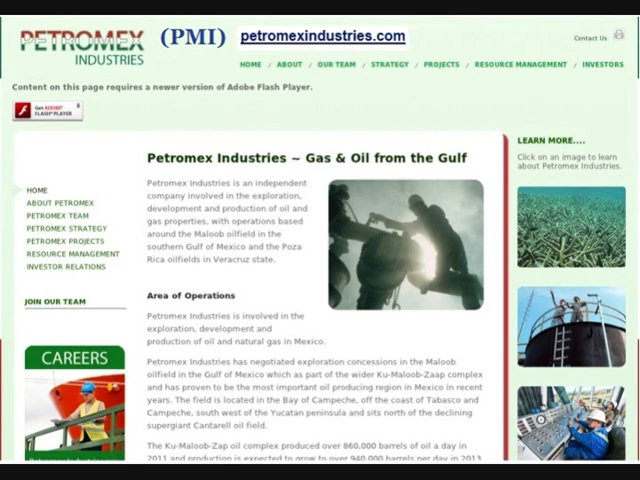 PETROMEX
INDUSTRIES
(PMI)
petromexindustries.com
Contact Us
HOME / ABOUT / OUR TEAM / STRATEGY / PROJECTS / RESOURCE MANAGEMENT / INVESTORS
Content on this page requires a newer version of Adobe Flash Player.
Get ADOBE
FLASH PLAYER
HOME
ABOUT PETROMEX
PETROMEX TEAM
PETROMEX STRATEGY
PETROMEX PROJECTS
RESOURCE MANAGEMENT
INVESTOR RELATIONS
JOIN OUR TEAM
CAREERS
Petromex Industries ~ Gas & Oil from the Gulf
Petromex Industries is an independent
company involved in the exploration,
development and production of oil and
gas properties, with operations based
around the Maloob oilfield in the
southern Gulf of Mexico and the Poza
Rica oilfields in Veracruz state.
Area of Operations
Petromex Industries is involved in the
exploration, development and
production of oil and natural gas in Mexico.
Petromex Industries has negotiated exploration concessions in the Maloob
oilfield in the Gulf of Mexico which as part of the wider Ku-Maloob-Zaap complex
and has proven to be the most important oil producing region in Mexico in recent
years. The field is located in the Bay of Campeche, off the coast of Tabasco and
Campeche, south west of the Yucatan peninsula and sits north of the declining
supergiant Cantarell oil field.
The Ku-Maloob-Zap oil complex produced over 860,000 barrels of oil a day in
2011 and production is expected to grow to over 940,000 barrels per day in 2013.
LEARN MORE....
Click on an image to learn
about Petromex Industries.